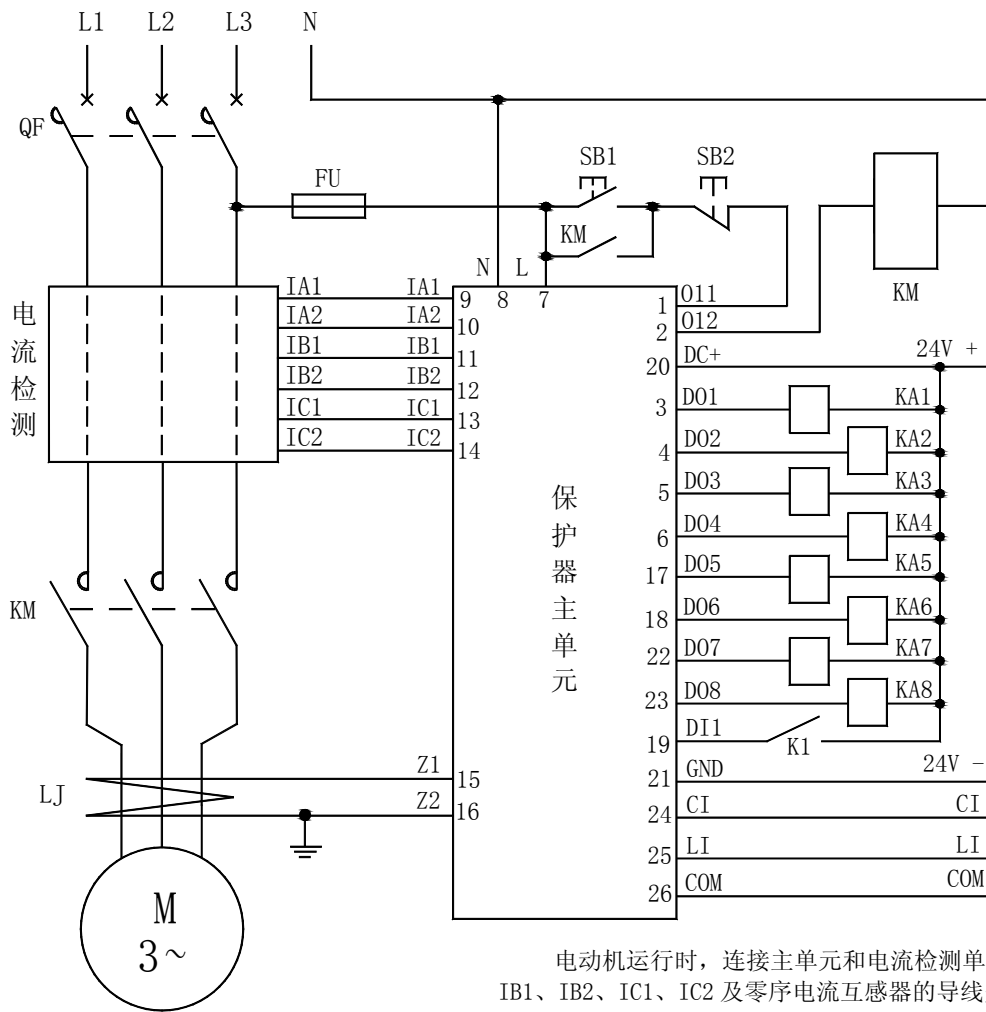 L1 L2 L3 N
QF
FU
SB1 SB2
KM
KM
N L
8 7
电流检测
IA1 IA1 9
IA2 IA2 10
IB1 IB1 11
IB2 IB2 12
IC1 IC1 13
IC2 IC2 14
保护器主单元
1 O11
2 O12
20 DC+ 24V +
3 DO1 KA1
4 DO2 KA2
5 DO3 KA3
6 DO4 KA4
17 DO5 KA5
18 DO6 KA6
22 DO7 KA7
23 DO8 KA8
19 DI1 K1
21 GND 24V -
24 CI CI
25 LI LI
26 COM COM
KM
LJ
Z1 15
Z2 16
M
3~
电动机运行时，连接主单元和电流检测单
IB1、IB2、IC1、IC2及零序电流互感器的导线